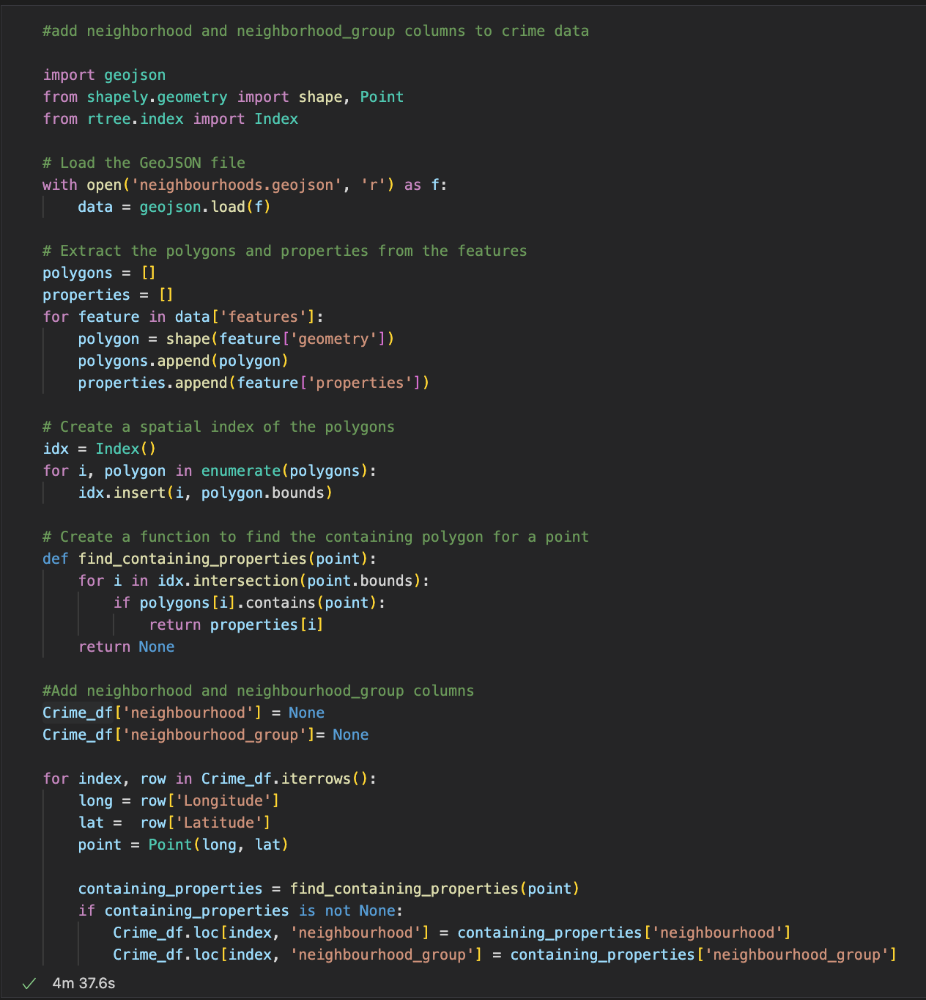 #add neighborhood and neighborhood_group columns to crime data
import geojson
from shapely.geometry import shape, Point
from rtree.index import Index
# Load the GeoJSON file
with open('neighbourhoods.geojson', 'r') as f:
    data = geojson.load(f)
# Extract the polygons and properties from the features
polygons = []
properties = []
for feature in data['features']:
    polygon = shape(feature['geometry'])
    polygons.append(polygon)
    properties.append(feature['properties'])
# Create a spatial index of the polygons
idx = Index()
for i, polygon in enumerate(polygons):
    idx.insert(i, polygon.bounds)
# Create a function to find the containing polygon for a point
def find_containing_properties(point):
    for i in idx.intersection(point.bounds):
        if polygons[i].contains(point):
            return properties[i]
    return None
#Add neighborhood and neighbourhood_group columns
Crime_df['neighbourhood'] = None
Crime_df['neighbourhood_group']= None
for index, row in Crime_df.iterrows():
    long = row['Longitude']
    lat =  row['Latitude']
    point = Point(long, lat)
    containing_properties = find_containing_properties(point)
    if containing_properties is not None:
        Crime_df.loc[index, 'neighbourhood'] = containing_properties['neighbourhood']
        Crime_df.loc[index, 'neighbourhood_group'] = containing_properties['neighbourhood_group']
✓ 4m 37.6s